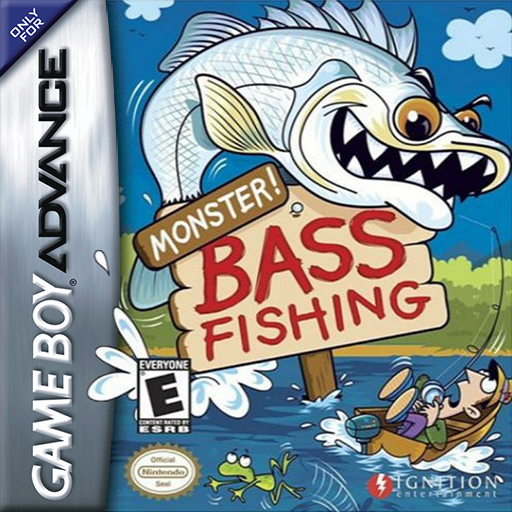 ONLY
FOR
GAME BOY ADVANCE
MONSTER!
BASS
FISHING
EVERYONE
E
CONTENT RATED BY
ESRB
Official
Nintendo
Seal
IGNITION
entertainment